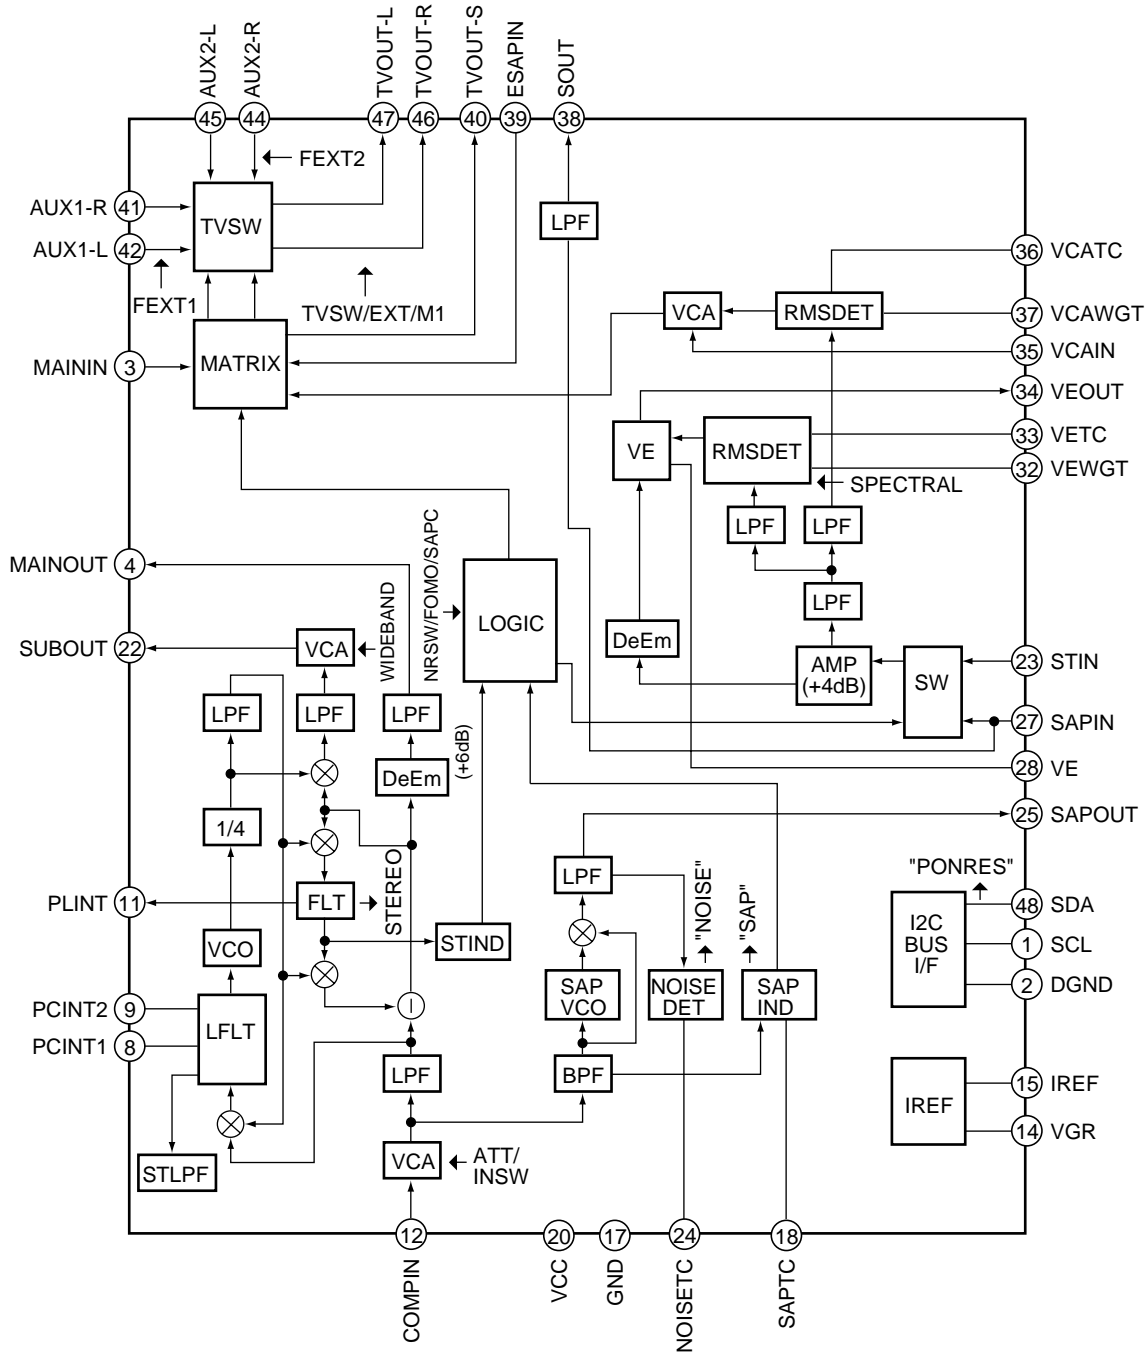 AUX2-L
AUX2-R
TVOUT-L
TVOUT-R
TVOUT-S
ESAPIN
SOUT
45
44
47
46
40
39
38
FEXT2
AUX1-R 41
TVSW
LPF
AUX1-L 42
36 VCATC
FEXT1
TVSW/EXT/M1
VCA
RMSDET
37 VCAWGT
MAININ 3
MATRIX
35 VCAIN
34 VEOUT
VE
RMSDET
33 VETC
32 VEWGT
SPECTRAL
LPF
LPF
MAINOUT 4
WIDEBAND
NRSW/FOMO/SAPC
LOGIC
LPF
SUBOUT 22
VCA
DeEm
AMP
(+4dB)
SW
23 STIN
LPF
LPF
LPF
(+6dB)
27 SAPIN
DeEm
28 VE
1/4
25 SAPOUT
PLINT 11
FLT
STEREO
LPF
"NOISE"
"SAP"
"PONRES"
VCO
STIND
I2C
BUS
I/F
48 SDA
1 SCL
2 DGND
SAP
VCO
NOISE
DET
SAP
IND
PCINT2 9
LFLT
PCINT1 8
LPF
BPF
IREF
15 IREF
14 VGR
STLPF
VCA
ATT/
INSW
12
20
17
24
18
COMPIN
VCC
GND
NOISETC
SAPTC